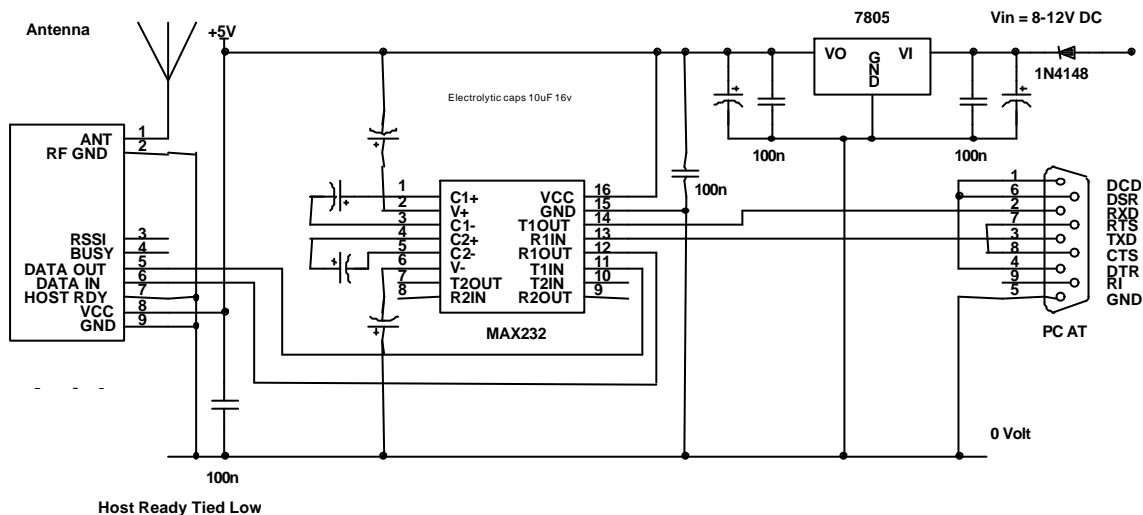 7805
Vin = 8-12V DC
Antenna
+5V
VO
GND
VI
1N4148
Electrolytic caps 10uF 16v
+
+
+
+
+
+
100n
100n
100n
1
ANT
2
RF GND
RSSI 3
BUSY 4
DATA OUT 5
DATA IN 6
HOST RDY 7
VCC 8
GND 9
1 C1+
2 V+
3 C1-
4 C2+
5 C2-
6 V-
7 T2OUT
8 R2IN
VCC 16
GND 15
T1OUT 14
R1IN 13
R1OUT 12
T1IN 11
T2IN 10
R2OUT 9
MAX232
1 DCD
6 DSR
2 RXD
7 RTS
3 TXD
8 CTS
4 DTR
9 RI
5 GND
PC AT
- - -
0 Volt
100n
Host Ready Tied Low